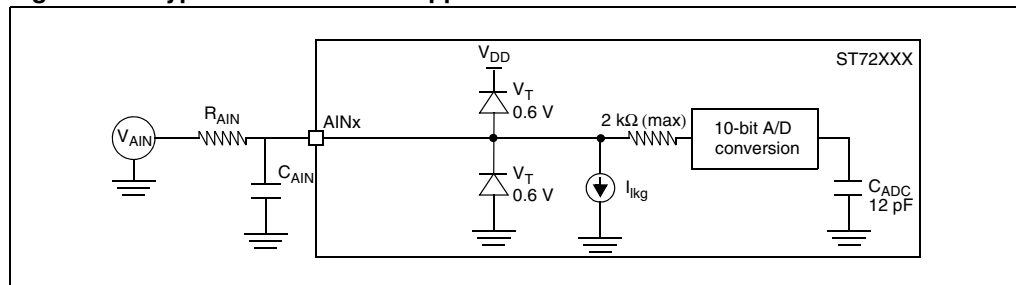 V_DD
ST72XXX
V_T
0.6 V
R_AIN
AINx
V_AIN
2 kΩ (max)
10-bit A/D
conversion
C_AIN
V_T
0.6 V
I_lkg
C_ADC
12 pF